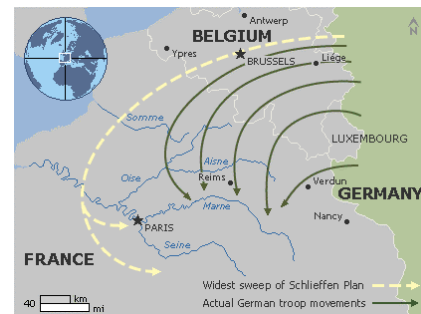 Antwerp
N
BELGIUM
Ypres
BRUSSELS
Liége
Somme
LUXEMBOURG
Aisne
Oise
Reims
Verdun
GERMANY
Marne
Nancy
PARIS
Seine
FRANCE
Widest sweep of Schlieffen Plan
Actual German troop movements
40
km
mi